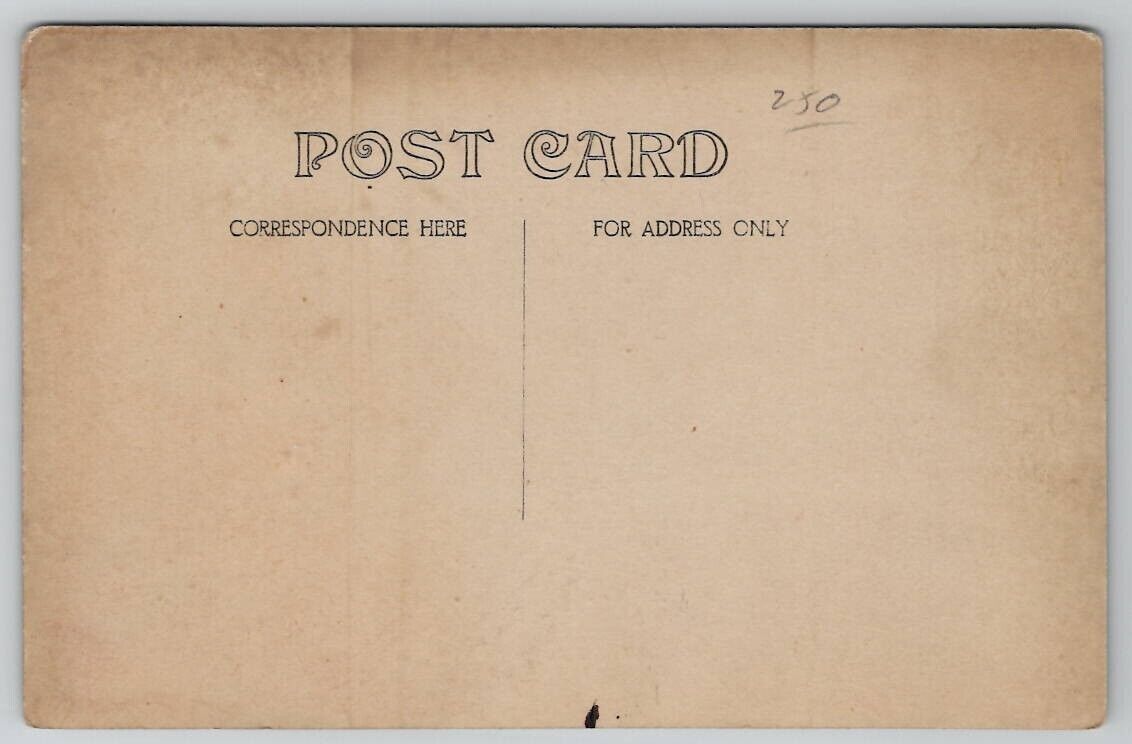 250
POST CARD
CORRESPONDENCE HERE
FOR ADDRESS ONLY